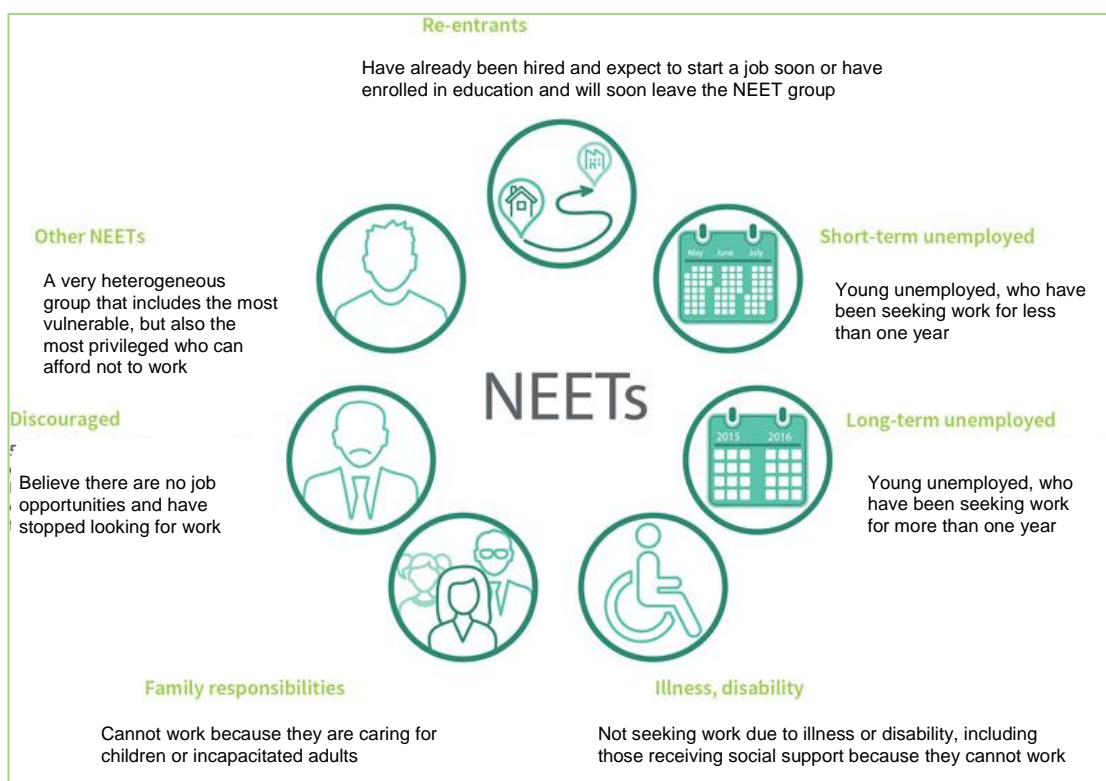 Re-entrants
Have already been hired and expect to start a job soon or have
enrolled in education and will soon leave the NEET group
Other NEETs
A very heterogeneous
group that includes the most
vulnerable, but also the
most privileged who can
afford not to work
May June July
Short-term unemployed
Young unemployed, who have
been seeking work for less
than one year
NEETs
Discouraged
Believe there are no job
opportunities and have
stopped looking for work
2015 2016
Long-term unemployed
Young unemployed, who
have been seeking work
for more than one year
Family responsibilities
Cannot work because they are caring for
children or incapacitated adults
Illness, disability
Not seeking work due to illness or disability, including
those receiving social support because they cannot work